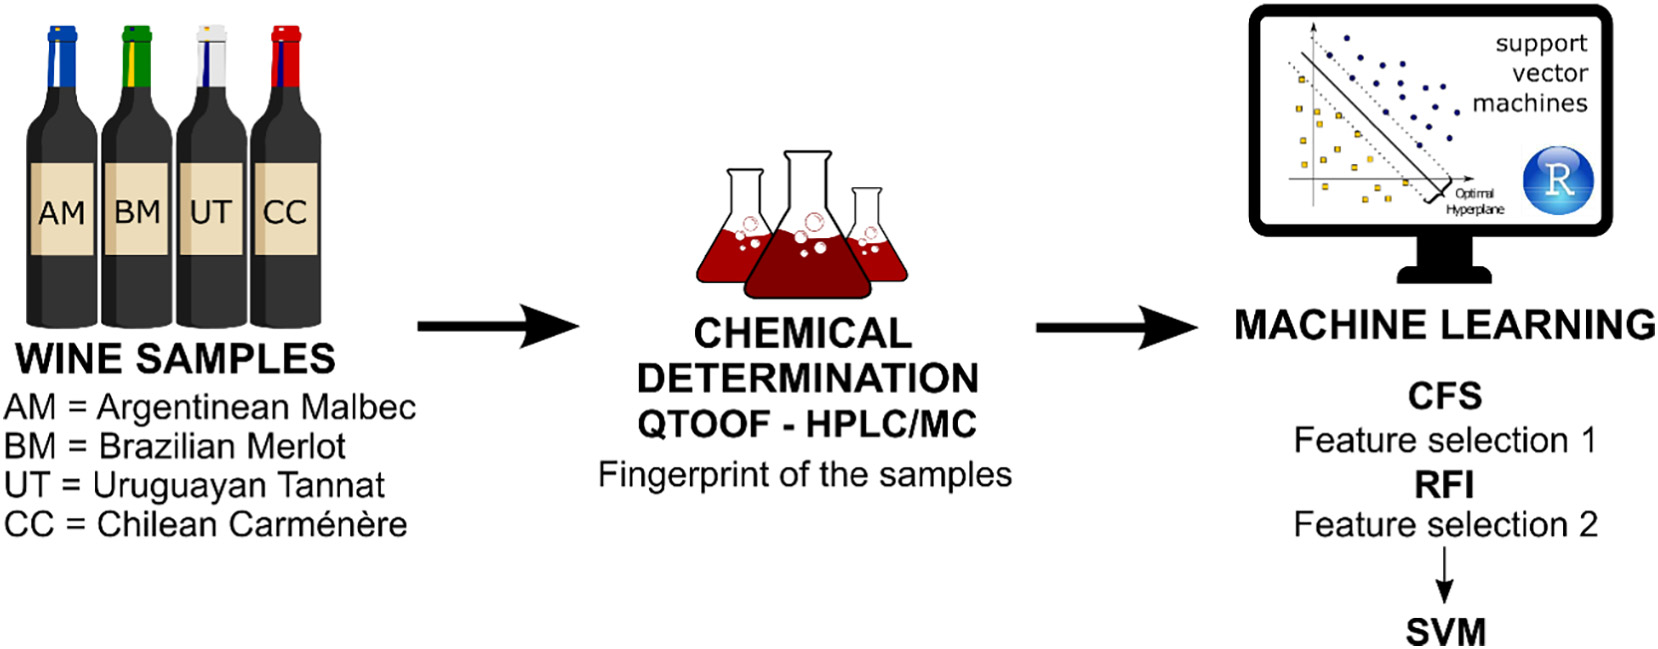 AM
BM
UT
CC
WINE SAMPLES
AM = Argentinean Malbec
BM = Brazilian Merlot
UT = Uruguayan Tannat
CC = Chilean Carménère
CHEMICAL
DETERMINATION
QTOOF - HPLC/MC
Fingerprint of the samples
support
vector
machines
R
Optimal
Hyperplane
MACHINE LEARNING
CFS
Feature selection 1
RFI
Feature selection 2
SVM